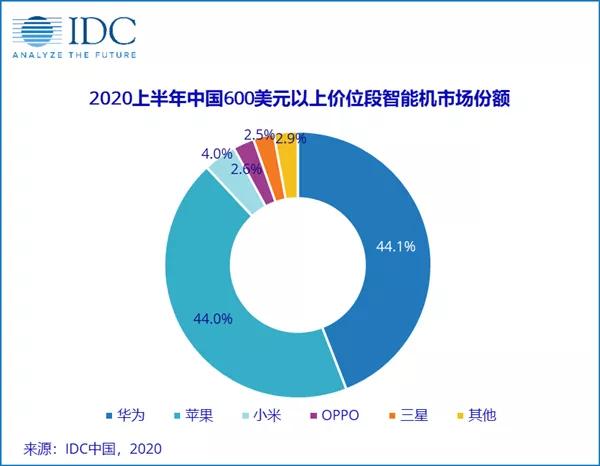 IDC
ANALYZE THE FUTURE
2020上半年中国600美元以上价位段智能机市场份额
2.5%
2.9%
4.0%
2.6%
44.1%
44.0%
华为 苹果 小米 OPPO 三星 其他
来源：IDC中国，2020